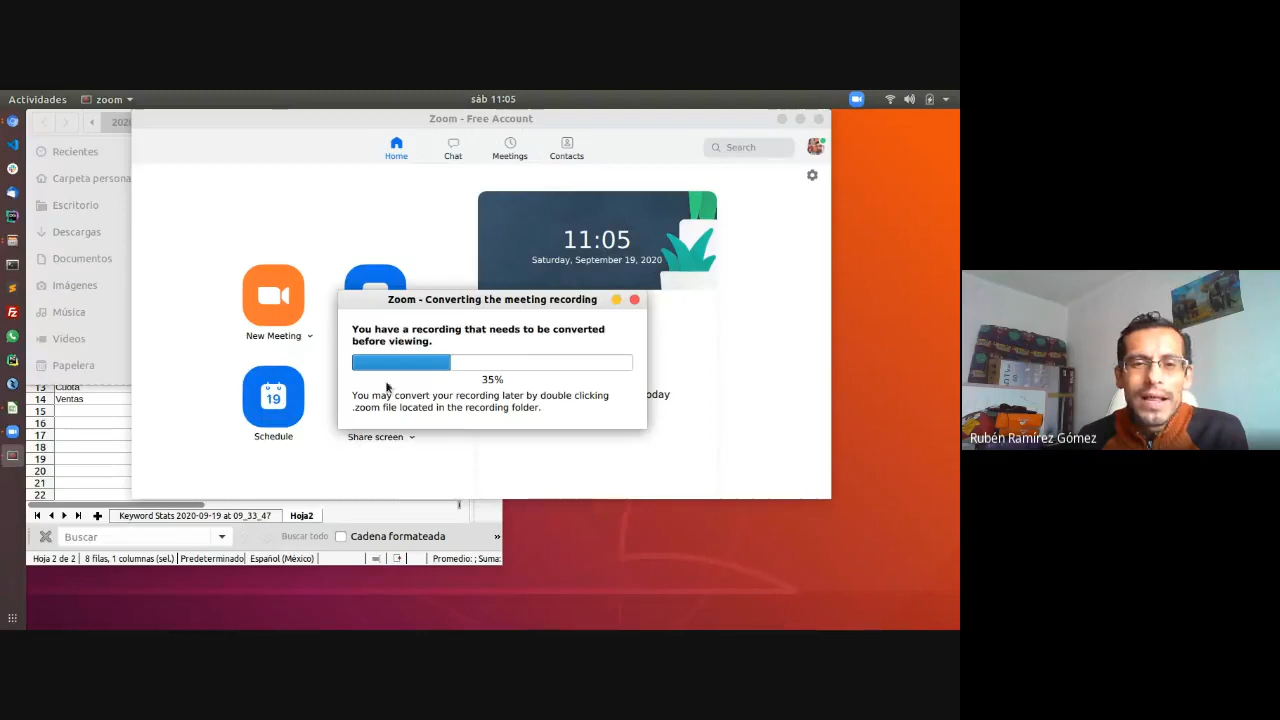 Actividades
zoom
sáb 11:05
Zoom - Free Account
Recientes
Carpeta persona
Escritorio
Descargas
Documentos
Imágenes
Música
Vídeos
Papelera
Home
Chat
Meetings
Contacts
Search
11:05
Saturday, September 19, 2020
New Meeting
19
Schedule
Share screen
Zoom - Converting the meeting recording
You have a recording that needs to be converted
before viewing.
35%
You may convert your recording later by double clicking
.zoom file located in the recording folder.
oday
13 Cuota
14 Ventas
15
16
17
18
19
20
21
22
Keyword Stats 2020-09-19 at 09_33_47
Hoja2
Buscar
Buscar todo
Cadena formateada
Hoja 2 de 2
8 filas, 1 columnas (sel.)
Predeterminado
Español (México)
Promedio: ; Suma:
Rubén Ramírez Gómez